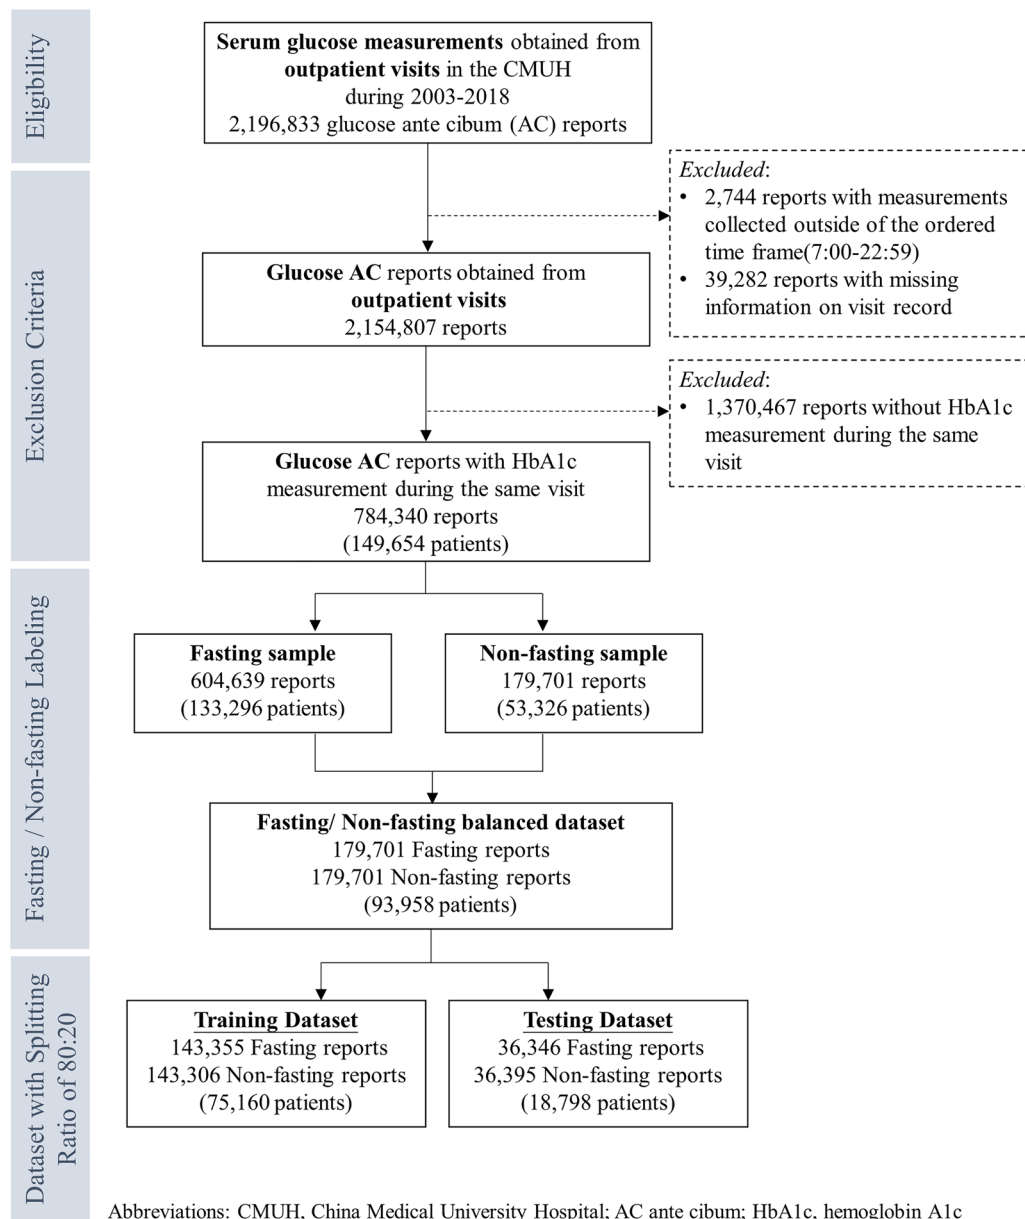 Eligibility
Serum glucose measurements obtained from
outpatient visits in the CMUH
during 2003-2018
2,196,833 glucose ante cibum (AC) reports
Exclusion Criteria
Excluded:
• 2,744 reports with measurements
collected outside of the ordered
time frame(7:00-22:59)
• 39,282 reports with missing
information on visit record
Glucose AC reports obtained from
outpatient visits
2,154,807 reports
Excluded:
• 1,370,467 reports without HbA1c
measurement during the same
visit
Glucose AC reports with HbA1c
measurement during the same visit
784,340 reports
(149,654 patients)
Fasting / Non-fasting Labeling
Fasting sample
604,639 reports
(133,296 patients)
Non-fasting sample
179,701 reports
(53,326 patients)
Fasting/ Non-fasting balanced dataset
179,701 Fasting reports
179,701 Non-fasting reports
(93,958 patients)
Dataset with Splitting
Ratio of 80:20
Training Dataset
143,355 Fasting reports
143,306 Non-fasting reports
(75,160 patients)
Testing Dataset
36,346 Fasting reports
36,395 Non-fasting reports
(18,798 patients)
Abbreviations: CMUH, China Medical University Hospital; AC ante cibum; HbA1c, hemoglobin A1c